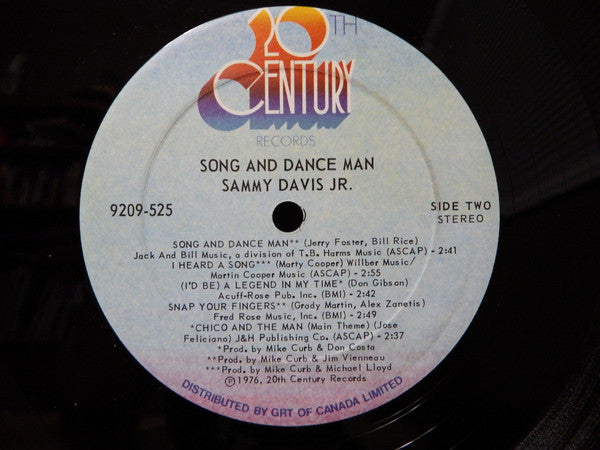 20TH
CENTURY
RECORDS
SONG AND DANCE MAN
SAMMY DAVIS JR.
9209-525
SIDE TWO
STEREO
SONG AND DANCE MAN** (Jerry Foster, Bill Rice)
Jack And Bill Music, a division of T.B. Harms Music (ASCAP) - 2:41
I HEARD A SONG*** (Marty Cooper) Willber Music/
Martin Cooper Music (ASCAP) - 2:55
(I'D BE) A LEGEND IN MY TIME* (Don Gibson)
Acuff-Rose Pub. Inc. (BMI) - 2:42
SNAP YOUR FINGERS** (Grady Martin, Alex Zanetis)
Fred Rose Music, Inc. (BMI) - 2:49
*CHICO AND THE MAN (Main Theme) (Jose
Feliciano) J&H Publishing Co. (ASCAP) - 2:37
*Prod. by Mike Curb & Don Costa
**Prod. by Mike Curb & Jim Vienneau
***Prod. by Mike Curb & Michael Lloyd
Ⓟ 1976, 20th Century Records
DISTRIBUTED BY GRT OF CANADA LIMITED